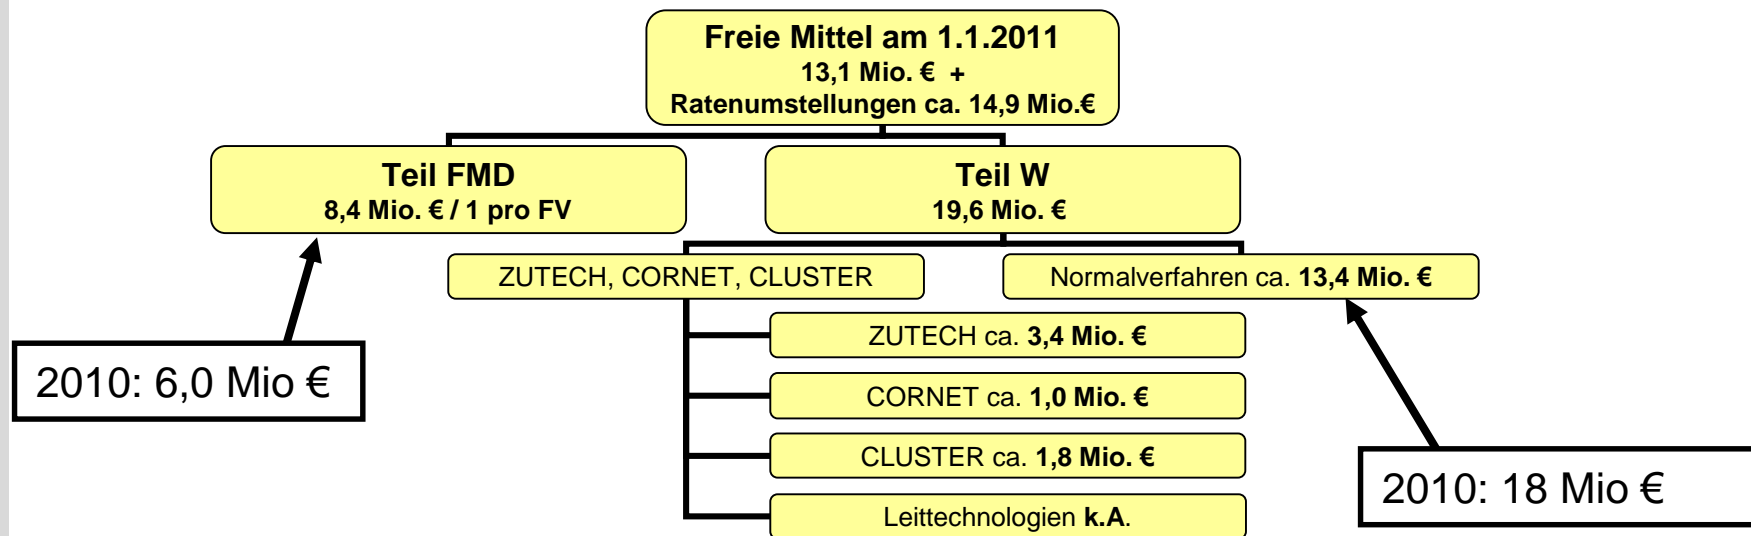 Freie Mittel am 1.1.2011
13,1 Mio. € +
Ratenumstellungen ca. 14,9 Mio.€
Teil FMD
8,4 Mio. € / 1 pro FV
Teil W
19,6 Mio. €
ZUTECH, CORNET, CLUSTER
Normalverfahren ca. 13,4 Mio. €
ZUTECH ca. 3,4 Mio. €
CORNET ca. 1,0 Mio. €
CLUSTER ca. 1,8 Mio. €
Leittechnologien k.A.
2010: 6,0 Mio €
2010: 18 Mio €